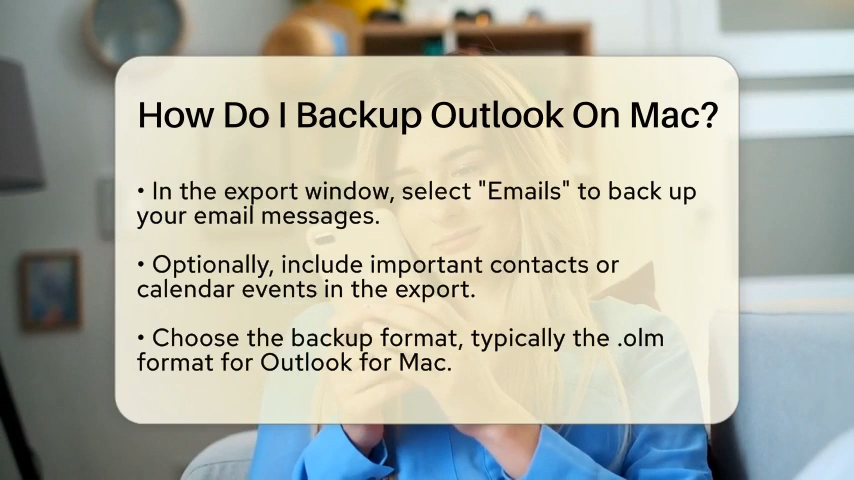 How Do I Backup Outlook On Mac?
• In the export window, select "Emails" to back up
your email messages.
• Optionally, include important contacts or
calendar events in the export.
• Choose the backup format, typically the .olm
format for Outlook for Mac.